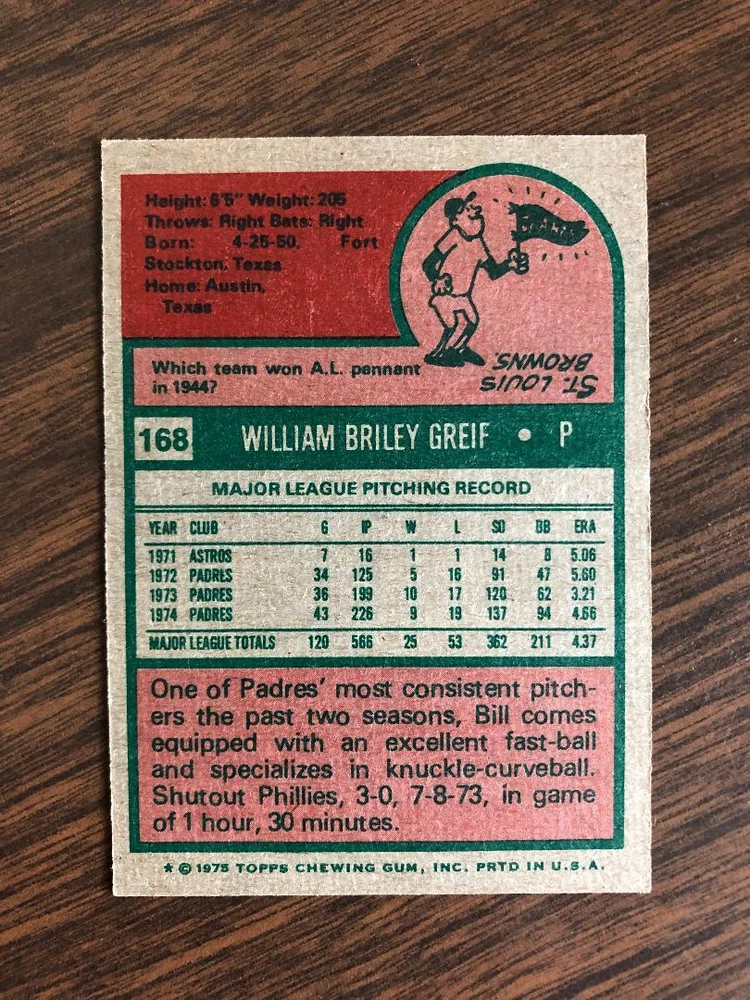 Height: 6'5" Weight: 205
Throws: Right Bats: Right
Born: 4-25-50, Fort
Stockton, Texas
Home: Austin,
Texas
Which team won A.L. pennant
in 1944?
ST. LOUIS
BROWNS.
168 WILLIAM BRILEY GREIF • P
MAJOR LEAGUE PITCHING RECORD
YEAR CLUB G IP W L SO BB ERA
1971 ASTROS 7 16 1 1 14 8 5.06
1972 PADRES 34 125 5 16 91 47 5.60
1973 PADRES 36 199 10 17 120 62 3.21
1974 PADRES 43 226 9 19 137 94 4.66
MAJOR LEAGUE TOTALS 120 566 25 53 362 211 4.37
One of Padres' most consistent pitch-
ers the past two seasons, Bill comes
equipped with an excellent fast-ball
and specializes in knuckle-curveball.
Shutout Phillies, 3-0, 7-8-73, in game
of 1 hour, 30 minutes.
* © 1975 TOPPS CHEWING GUM, INC. PRTD IN U.S.A.